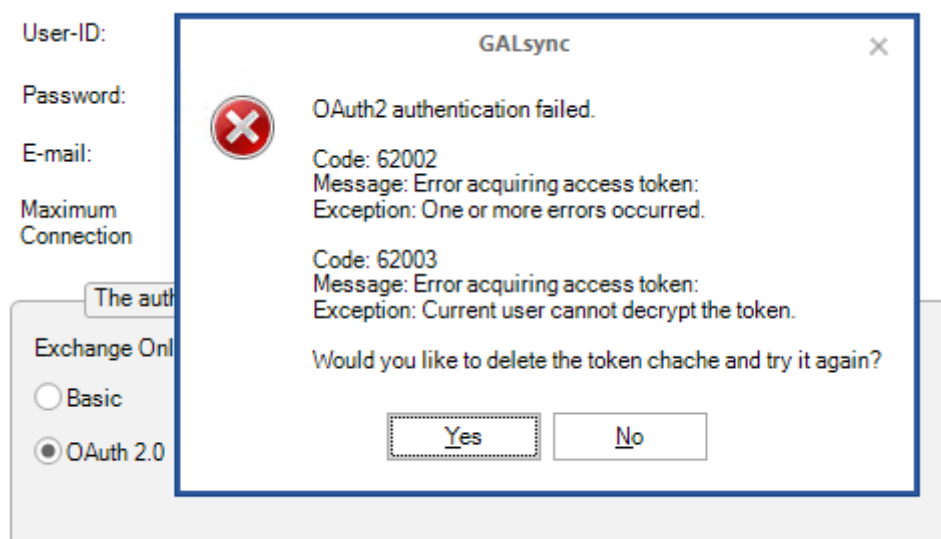 User-ID:
Password:
E-mail:
Maximum
Connection
The auth
Exchange Onl
Basic
OAuth 2.0
GALsync
OAuth2 authentication failed.
Code: 62002
Message: Error acquiring access token:
Exception: One or more errors occurred.
Code: 62003
Message: Error acquiring access token:
Exception: Current user cannot decrypt the token.
Would you like to delete the token chache and try it again?
Yes
No